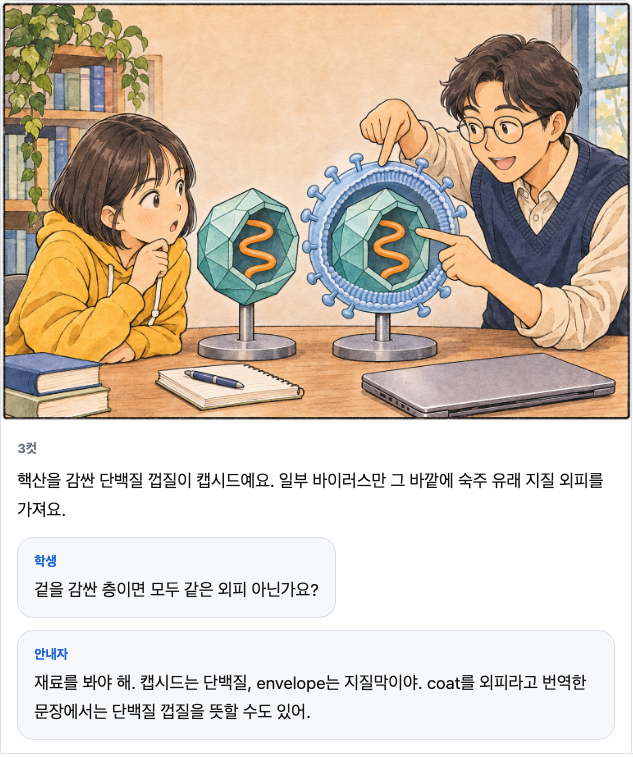 3컷
핵산을 감싼 단백질 껍질이 캡시드예요. 일부 바이러스만 그 바깥에 숙주 유래 지질 외피를
가져요.
학생
겉을 감싼 층이면 모두 같은 외피 아닌가요?
안내자
재료를 봐야 해. 캡시드는 단백질, envelope는 지질막이야. coat를 외피라고 번역한
문장에서는 단백질 껍질을 뜻할 수도 있어.